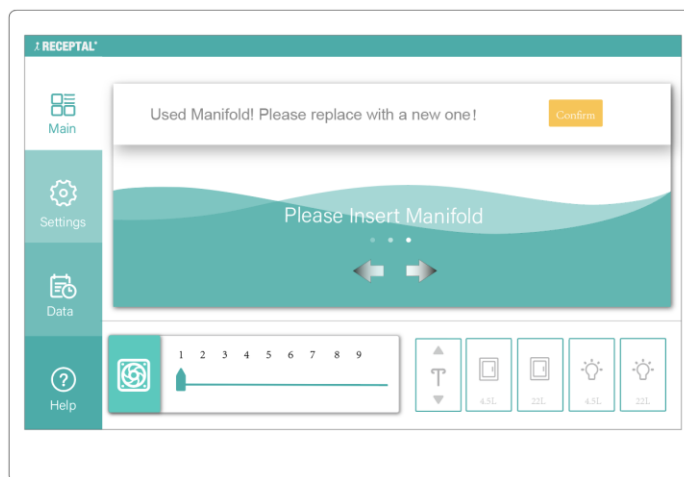 RECEPTAL®
Main
Used Manifold! Please replace with a new one!
Confirm
Settings
Please Insert Manifold
Data
1 2 3 4 5 6 7 8 9
Help
4.5L
22L
4.5L
22L